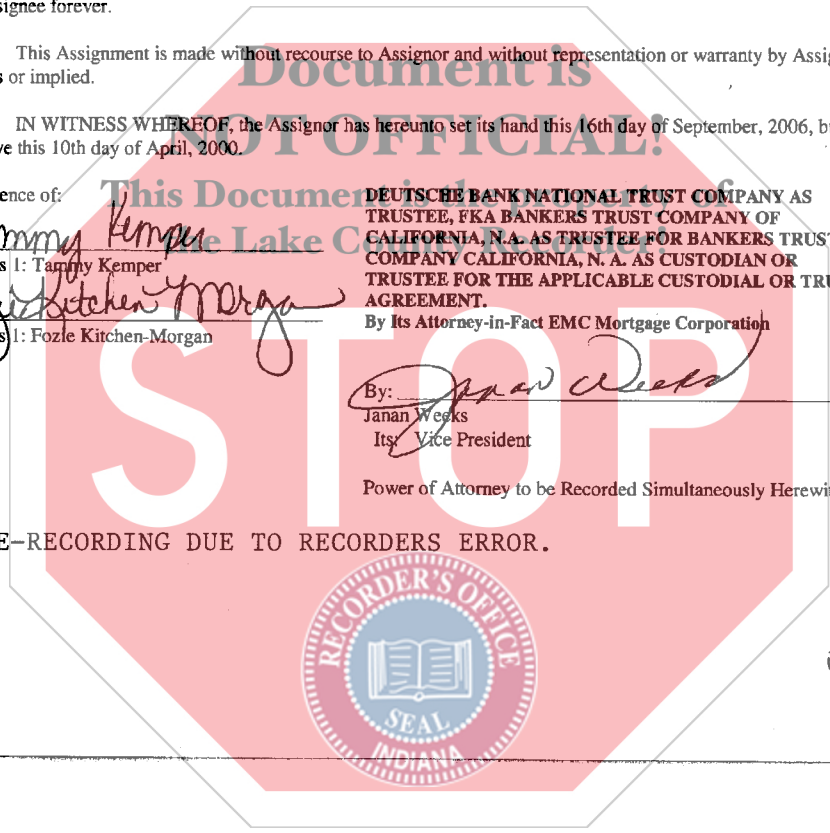 signee forever.
This Assignment is made without recourse to Assignor and without representation or warranty by Assig
s or implied.
IN WITNESS WHEREOF, the Assignor has hereunto set its hand this 16th day of September, 2006, b
ve this 10th day of April, 2000.
Document is
NOT OFFICIAL!
This Document is the property of
the Lake County Recorder!
ence of:
Tammy Kemper
s 1: Tammy Kemper
Kitchen Morgan
s 1: Fozie Kitchen-Morgan
DEUTSCHE BANK NATIONAL TRUST COMPANY AS
TRUSTEE, FKA BANKERS TRUST COMPANY OF
CALIFORNIA, N.A. AS TRUSTEE FOR BANKERS TRUST
COMPANY CALIFORNIA, N. A. AS CUSTODIAN OR
TRUSTEE FOR THE APPLICABLE CUSTODIAL OR TRU
AGREEMENT.
By Its Attorney-in-Fact EMC Mortgage Corporation
By: Janan Weeks
Janan Weeks
Its: Vice President
STOP
Power of Attorney to be Recorded Simultaneously Herewi
E-RECORDING DUE TO RECORDERS ERROR.
RECORDER'S OFFICE
SEAL
INDIANA